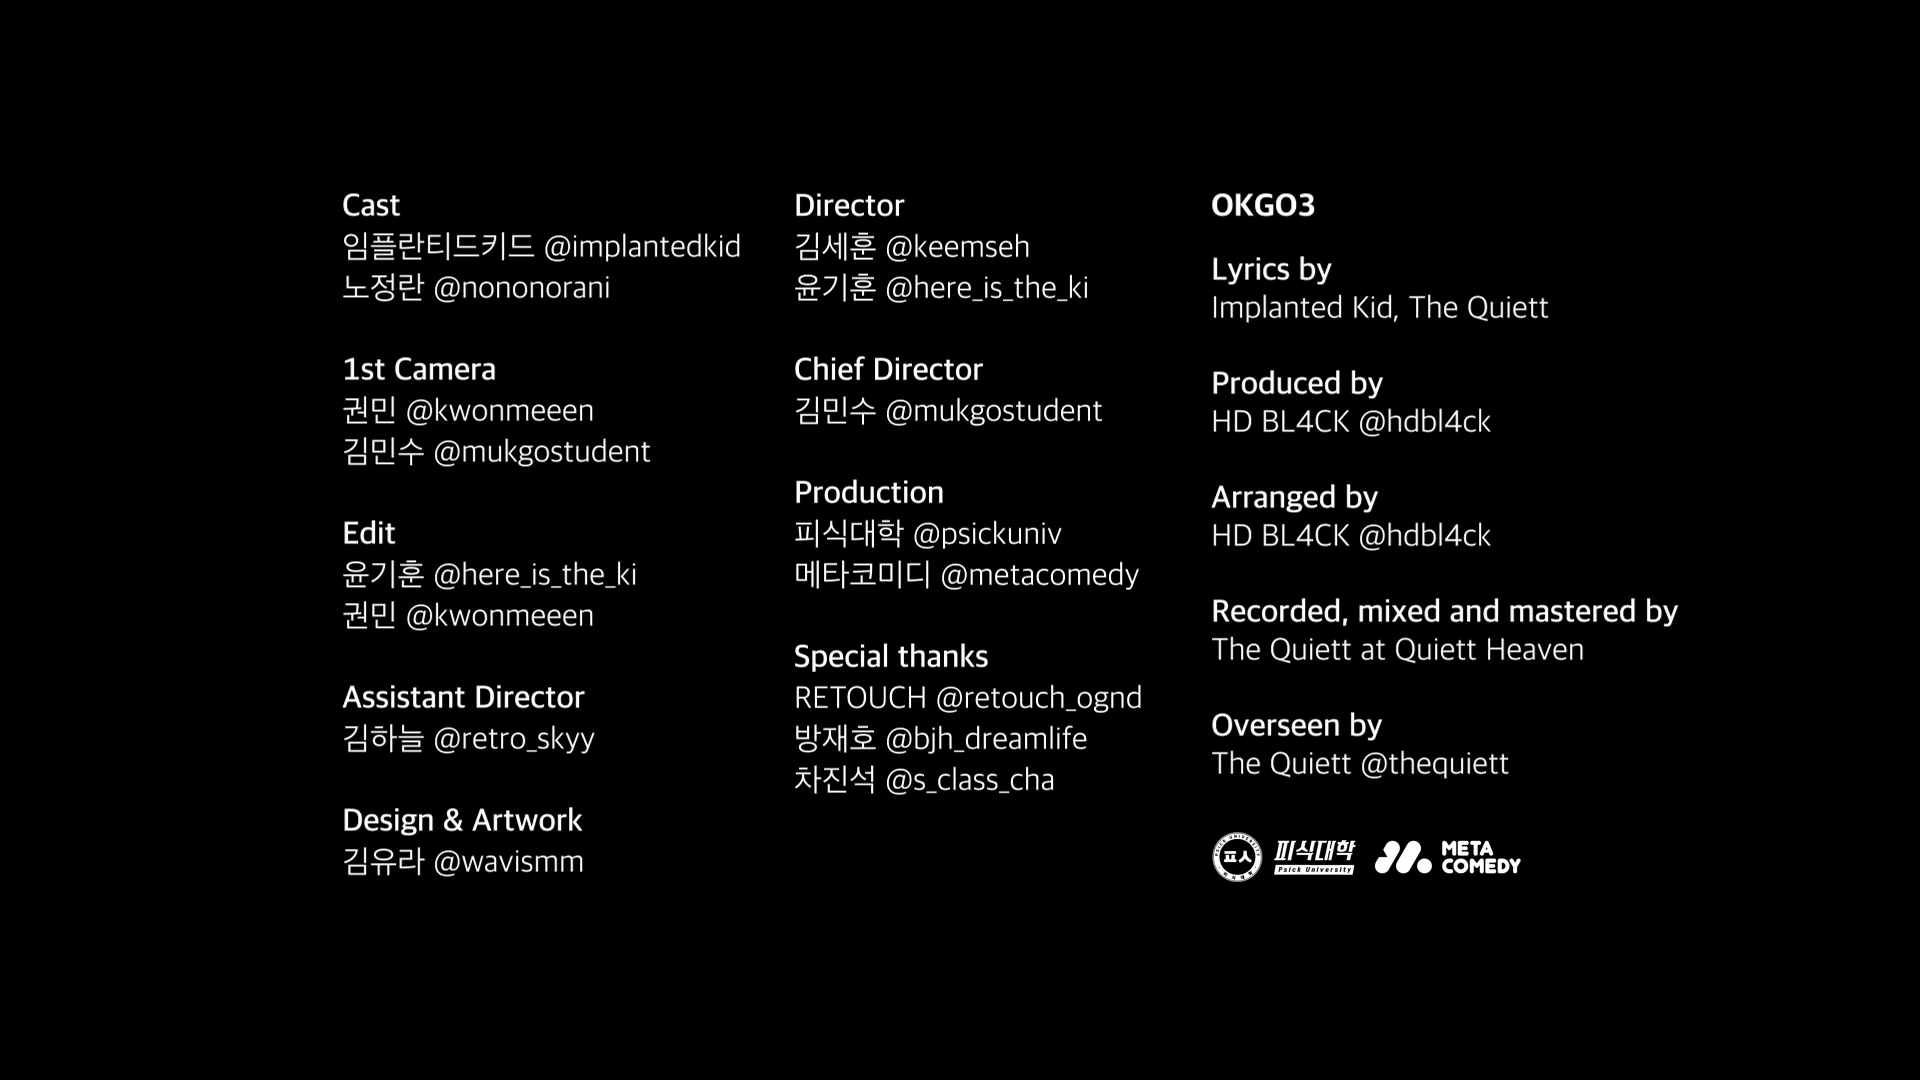 Cast
임플란티드키드 @implantedkid
노정란 @nononorani
1st Camera
권민 @kwonmeeen
김민수 @mukgostudent
Edit
윤기훈 @here_is_the_ki
권민 @kwonmeeen
Assistant Director
김하늘 @retro_skyy
Design & Artwork
김유라 @wavismm
Director
김세훈 @keemseh
윤기훈 @here_is_the_ki
Chief Director
김민수 @mukgostudent
Production
피식대학 @psickuniv
메타코미디 @metacomedy
Special thanks
RETOUCH @retouch_ognd
방재호 @bjh_dreamlife
차진석 @s_class_cha
OKGO3
Lyrics by
Implanted Kid, The Quiett
Produced by
HD BL4CK @hdbl4ck
Arranged by
HD BL4CK @hdbl4ck
Recorded, mixed and mastered by
The Quiett at Quiett Heaven
Overseen by
The Quiett @thequiett
PSICK UNIVERSITY
피식대학
피식대학
Psick University
META
COMEDY